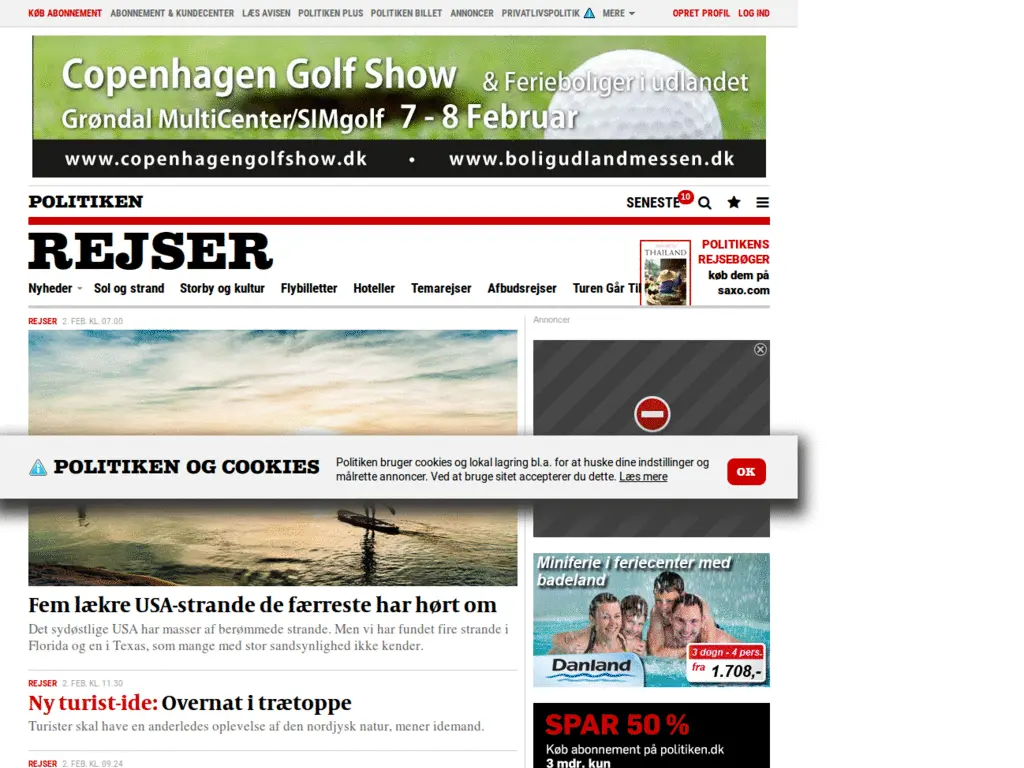 KØB ABONNEMENT ABONNEMENT & KUNDECENTER LÆS AVISEN POLITIKEN PLUS POLITIKEN BILLET ANNONCER PRIVATLIVSPOLITIK MERE OPRET PROFIL LOG IND
Copenhagen Golf Show & Ferieboliger i udlandet
Grøndal MultiCenter/SIMgolf 7 - 8 Februar
www.copenhagengolfshow.dk • www.boligudlandmessen.dk
POLITIKEN
SENESTE 10
REJSER
THAILAND
POLITIKENS
REJSEBØGER
køb dem på
saxo.com
Nyheder Sol og strand Storby og kultur Flybilletter Hoteller Temarejser Afbudsrejser Turen Går Til
REJSER 2. FEB. KL. 07.00
Annoncer
POLITIKEN OG COOKIES
Politiken bruger cookies og lokal lagring bl.a. for at huske dine indstillinger og
målrette annoncer. Ved at bruge sitet accepterer du dette. Læs mere
OK
Fem lækre USA-strande de færreste har hørt om
Det sydøstlige USA har masser af berømmede strande. Men vi har fundet fire strande i
Florida og en i Texas, som mange med stor sandsynlighed ikke kender.
REJSER 2. FEB. KL. 11.30
Ny turist-ide: Overnat i trætoppe
Turister skal have en anderledes oplevelse af den nordjysk natur, mener idemand.
REJSER 2. FEB. KL. 09.24
Miniferie i feriecenter med
badeland
Danland
3 døgn - 4 pers.
fra 1.708,-
SPAR 50 %
Køb abonnement på politiken.dk
3 mdr. kun